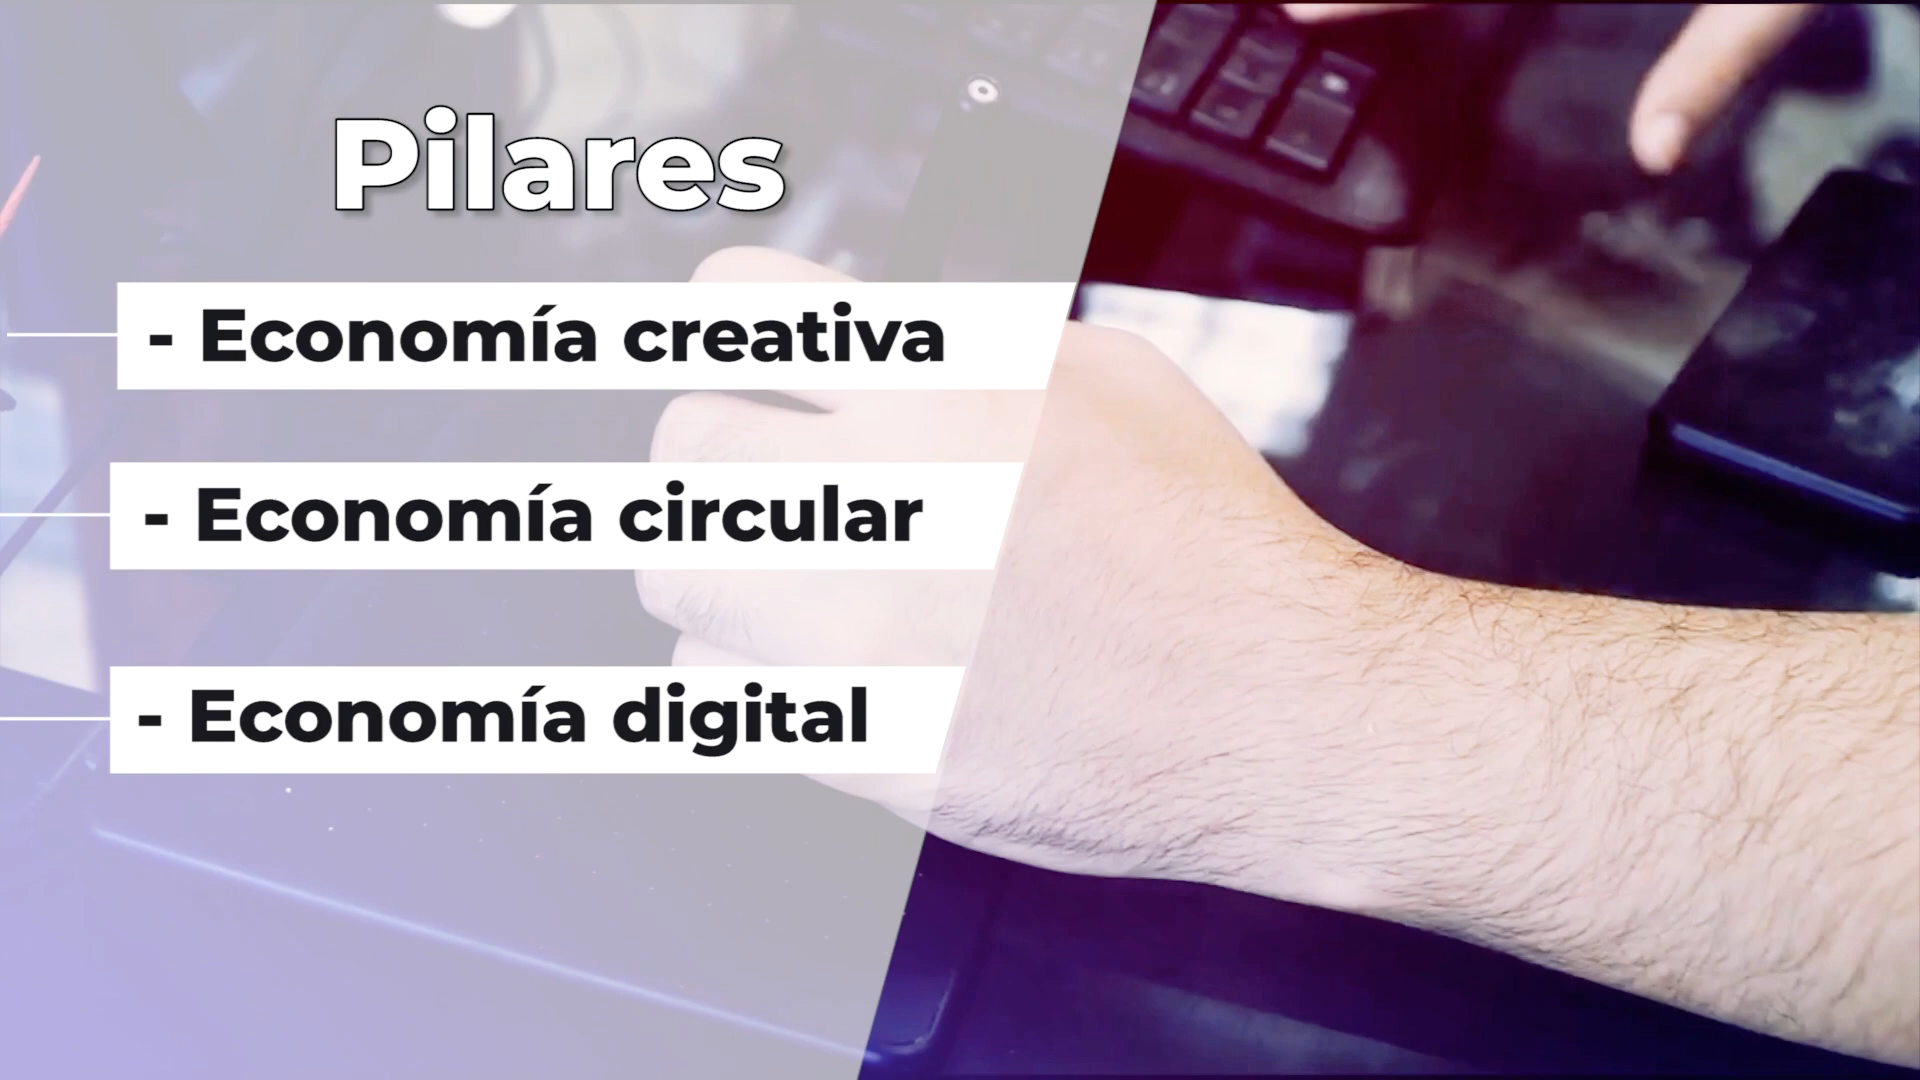 Pilares
- Economía creativa
- Economía circular
- Economía digital